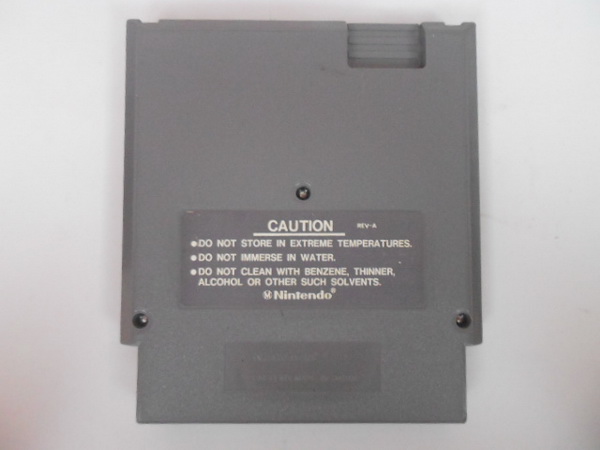 CAUTION REV-A
●DO NOT STORE IN EXTREME TEMPERATURES.
●DO NOT IMMERSE IN WATER.
●DO NOT CLEAN WITH BENZENE, THINNER,
ALCOHOL OR OTHER SUCH SOLVENTS.
Ⓜ Nintendo®